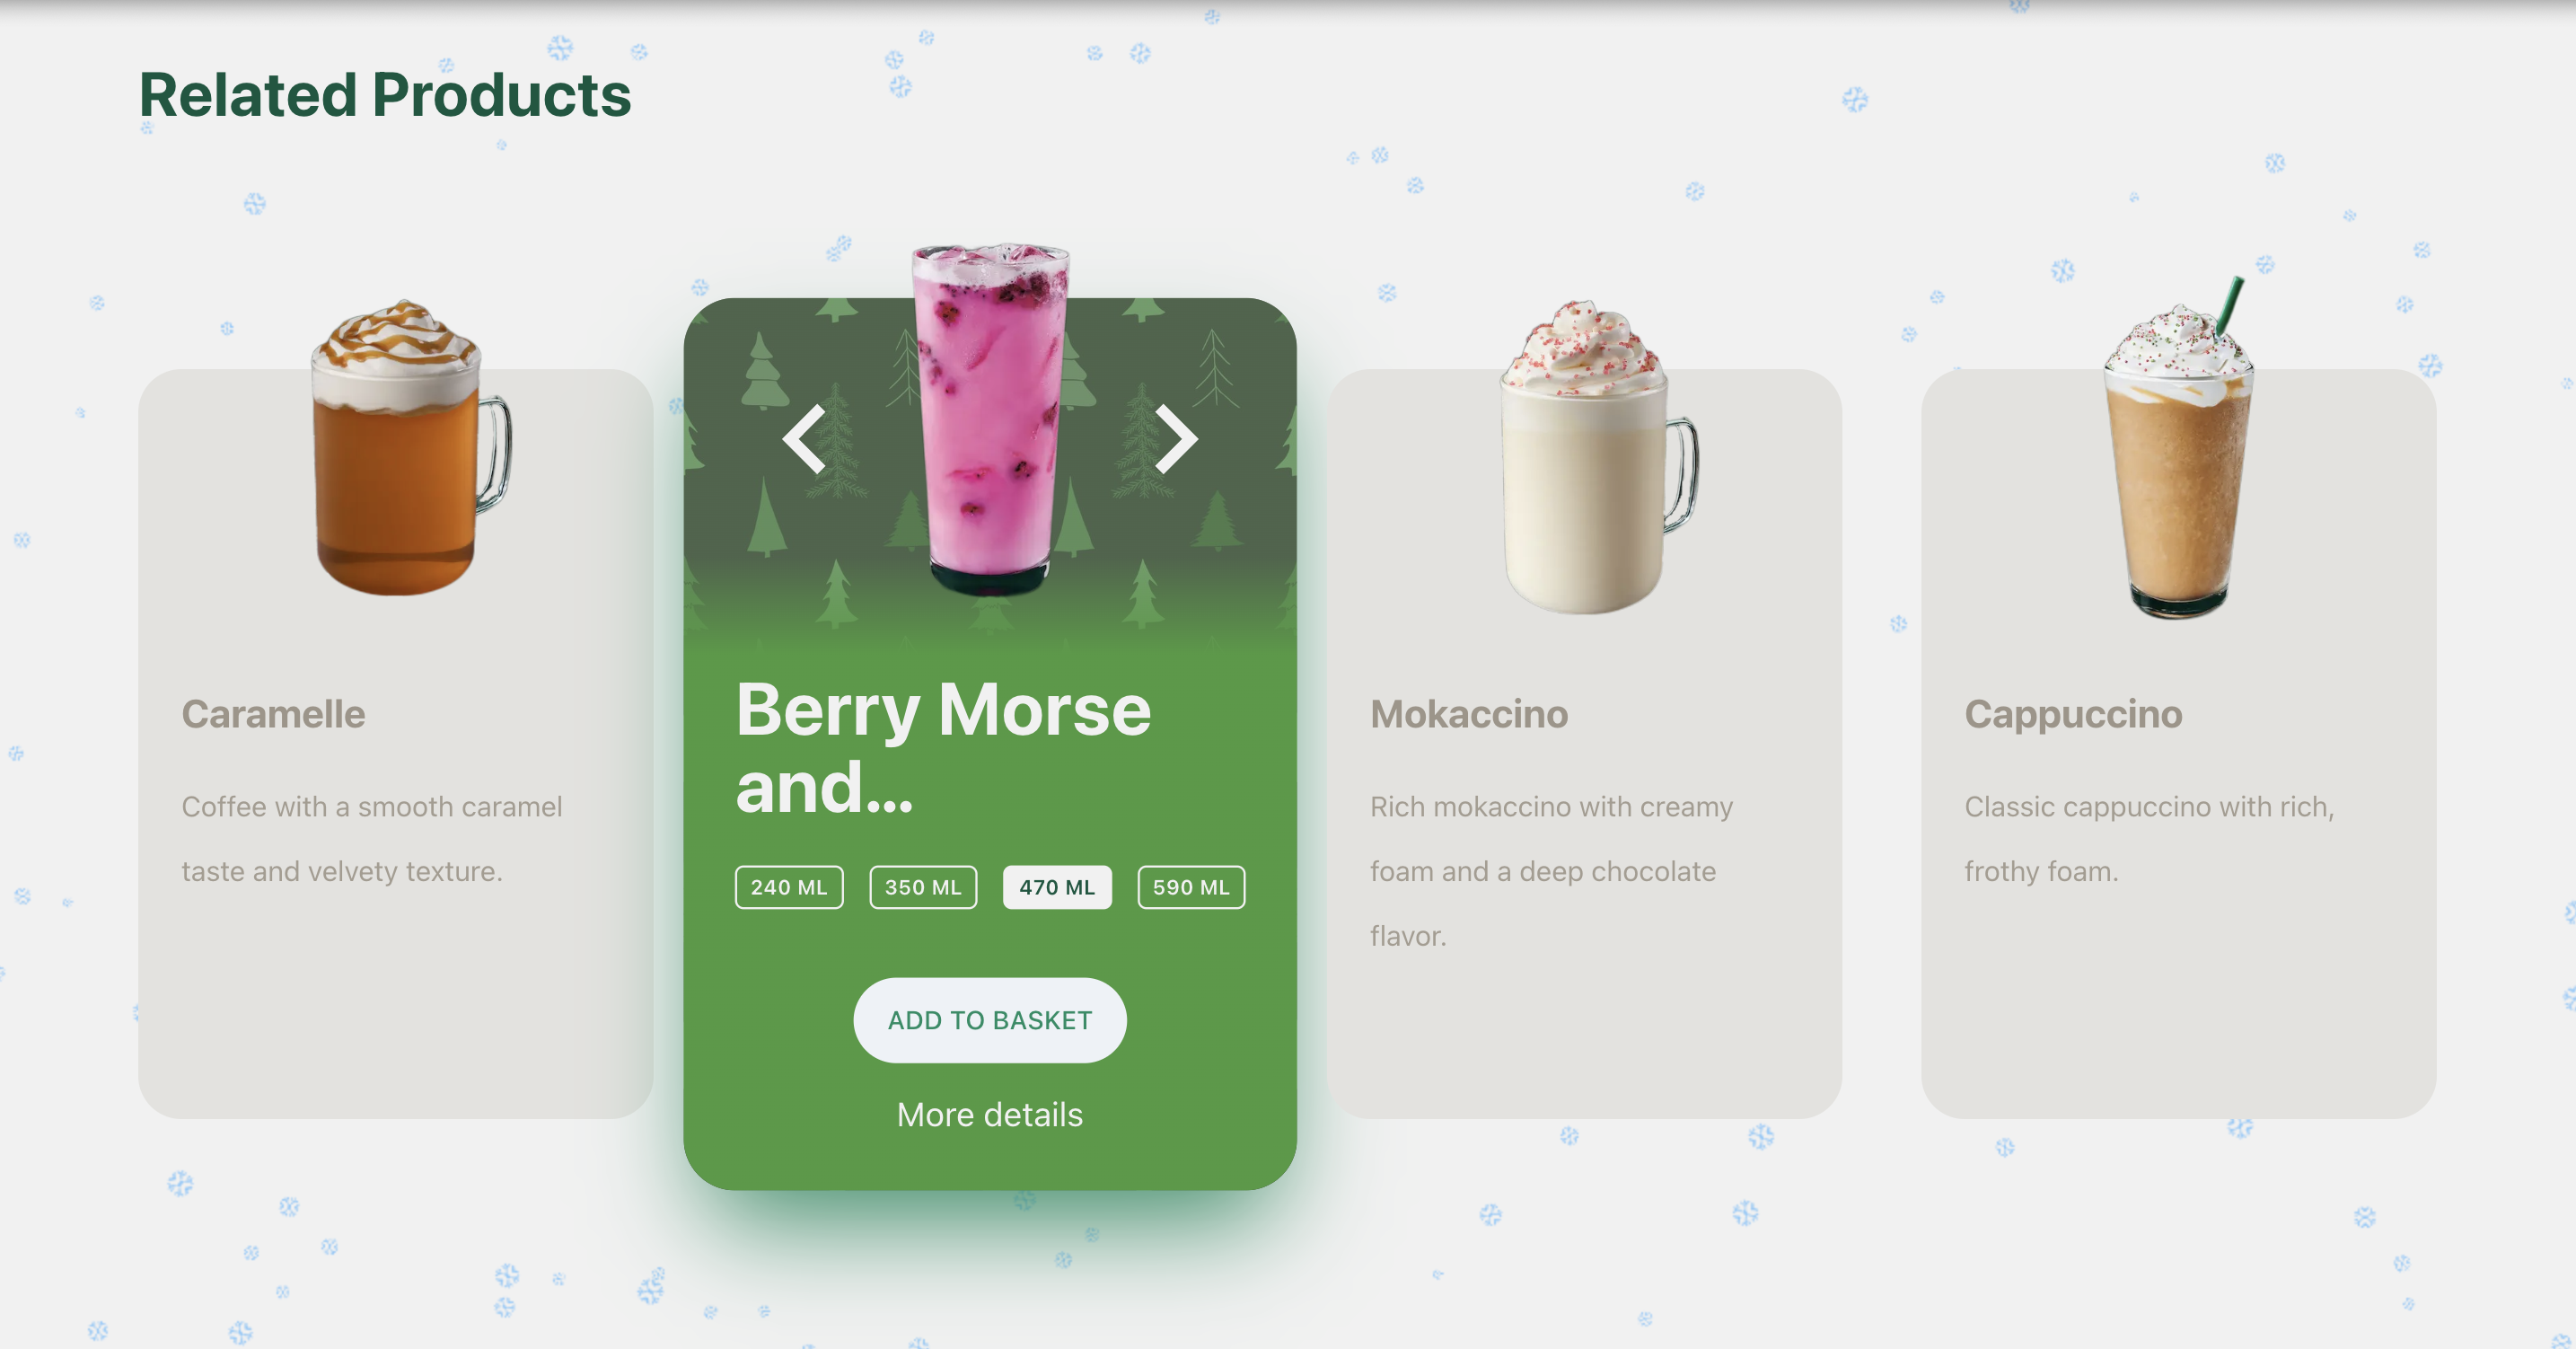 Related Products
Caramelle
Coffee with a smooth caramel
taste and velvety texture.
Berry Morse
and...
240 ML
350 ML
470 ML
590 ML
ADD TO BASKET
More details
Mokaccino
Rich mokaccino with creamy
foam and a deep chocolate
flavor.
Cappuccino
Classic cappuccino with rich,
frothy foam.